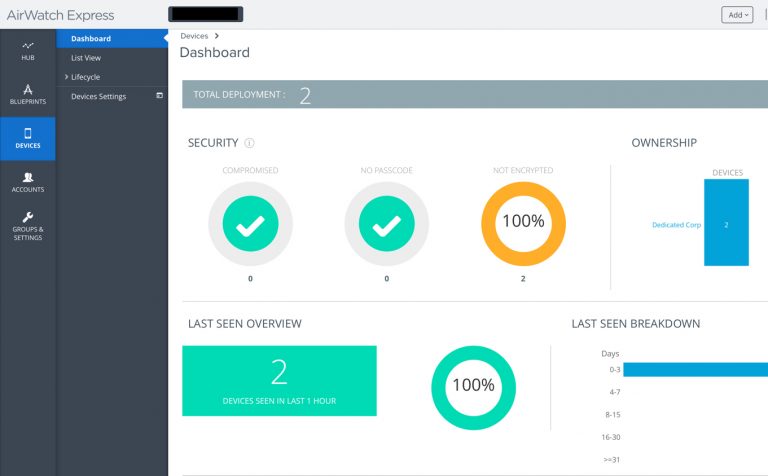 AirWatch Express
Add
HUB
BLUEPRINTS
DEVICES
ACCOUNTS
GROUPS &
SETTINGS
Dashboard
List View
Lifecycle
Devices Settings
Devices
Dashboard
TOTAL DEPLOYMENT : 2
SECURITY
COMPROMISED
NO PASSCODE
NOT ENCRYPTED
100%
0
0
2
OWNERSHIP
DEVICES
Dedicated Corp
2
LAST SEEN OVERVIEW
2
DEVICES SEEN IN LAST 1 HOUR
100%
LAST SEEN BREAKDOWN
Days
0-3
4-7
8-15
16-30
>=31